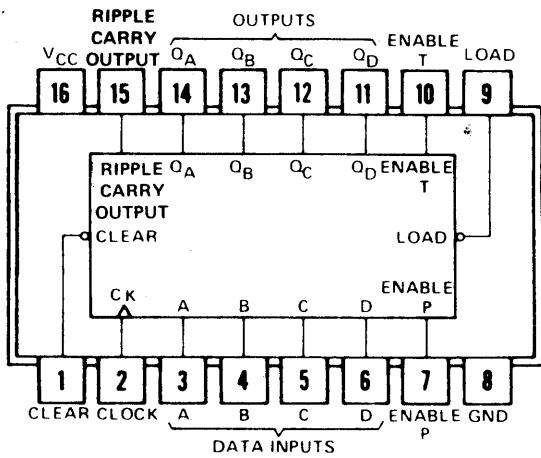 OUTPUTS
RIPPLE CARRY OUTPUT
VCC
QA QB QC QD
ENABLE T
LOAD
16 15 14 13 12 11 10 9
RIPPLE CARRY OUTPUT
QA QB QC QD
ENABLE T
CLEAR
LOAD
CK
A B C D
ENABLE P
1 2 3 4 5 6 7 8
CLEAR CLOCK A B C D ENABLE P GND
DATA INPUTS